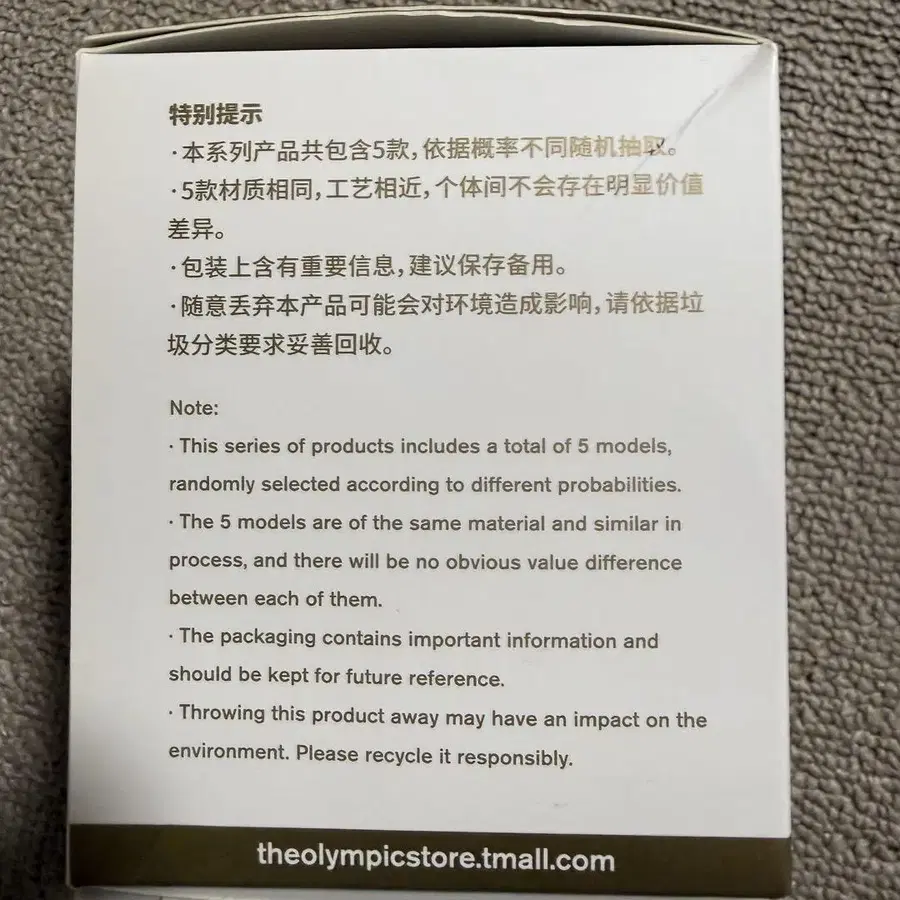 特别提示
·本系列产品共包含5款,依据概率不同随机抽取。
·5款材质相同,工艺相近,个体间不会存在明显价值
差异。
·包装上含有重要信息,建议保存备用。
·随意丢弃本产品可能会对环境造成影响,请依据垃
圾分类要求妥善回收。
Note:
· This series of products includes a total of 5 models,
randomly selected according to different probabilities.
· The 5 models are of the same material and similar in
process, and there will be no obvious value difference
between each of them.
· The packaging contains important information and
should be kept for future reference.
· Throwing this product away may have an impact on the
environment. Please recycle it responsibly.
theolympicstore.tmall.com